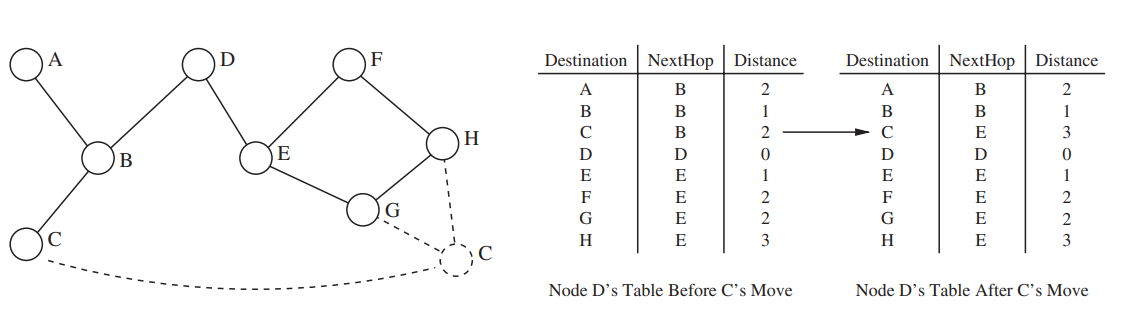 A
D
F
B
E
H
C
G
C
Destination NextHop Distance
A B 2
B B 1
C B 2
D D 0
E E 1
F E 2
G E 2
H E 3
Node D’s Table Before C’s Move
Destination NextHop Distance
A B 2
B B 1
C E 3
D D 0
E E 1
F E 2
G E 2
H E 3
Node D’s Table After C’s Move